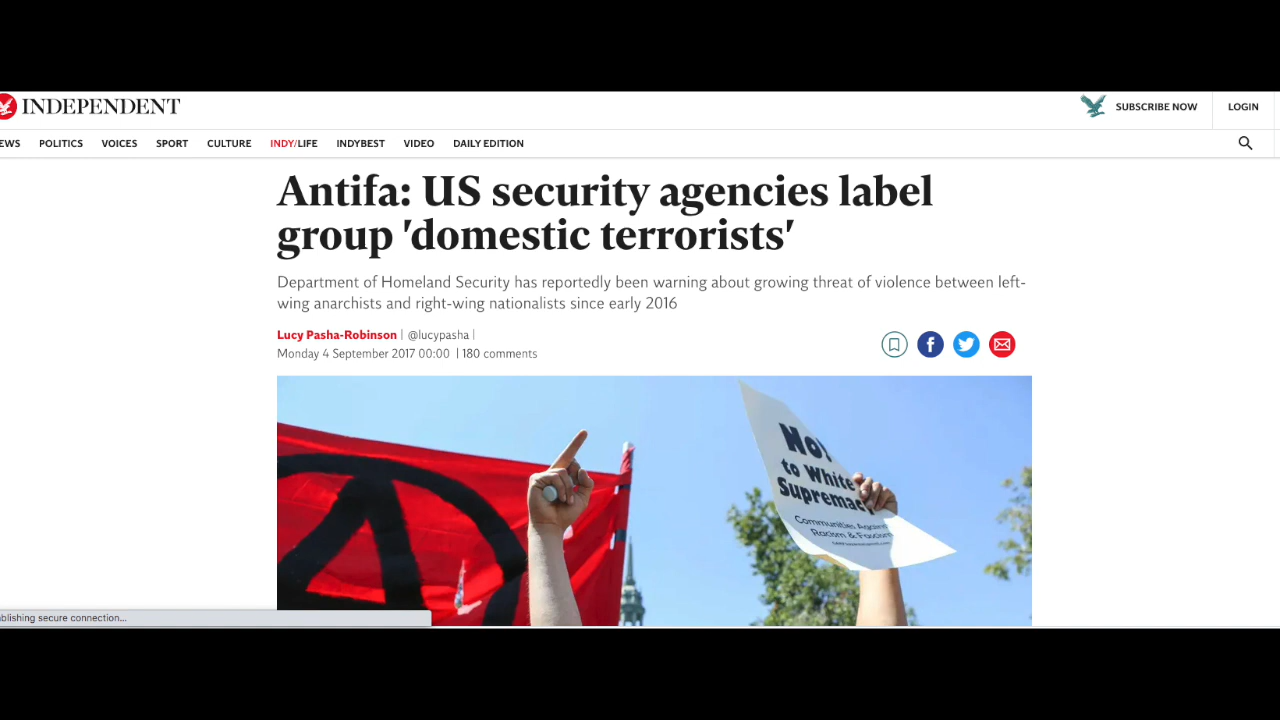 INDEPENDENT
SUBSCRIBE NOW
LOGIN
EWS POLITICS VOICES SPORT CULTURE INDY/LIFE INDYBEST VIDEO DAILY EDITION
Antifa: US security agencies label
group 'domestic terrorists'
Department of Homeland Security has reportedly been warning about growing threat of violence between left-
wing anarchists and right-wing nationalists since early 2016
Lucy Pasha-Robinson | @lucypasha |
Monday 4 September 2017 00:00 | 180 comments
No
to White
Supremacy
Communities Against
Racism & Fascism
blishing secure connection...